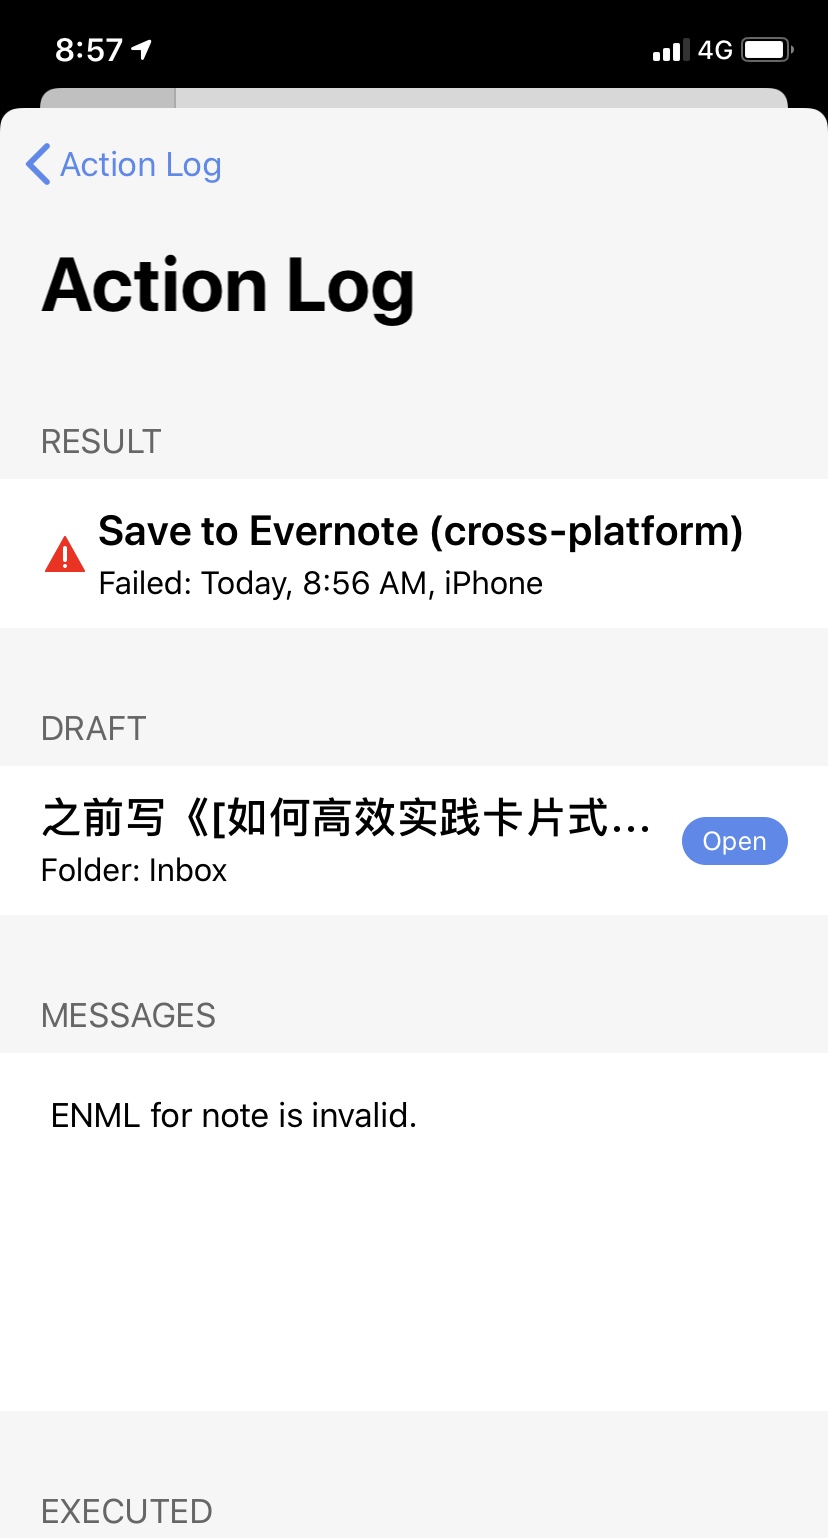 8:57
4G
Action Log
Action Log
RESULT
Save to Evernote (cross-platform)
Failed: Today, 8:56 AM, iPhone
DRAFT
之前写《[如何高效实践卡片式...
Open
Folder: Inbox
MESSAGES
ENML for note is invalid.
EXECUTED